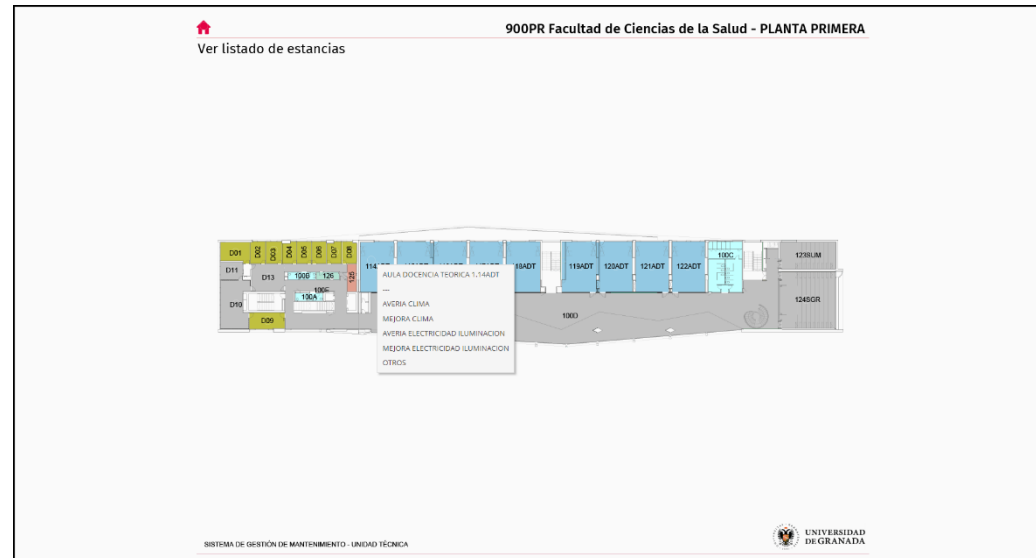 900PR Facultad de Ciencias de la Salud - PLANTA PRIMERA
Ver listado de estancias
D01
D02
D03
D04
D05
D06
D07
D08
D11
D13
100B
126
125
100E
100A
D10
D09
114
18ADT
119ADT
120ADT
121ADT
122ADT
100C
123SUM
124SGR
100D
AULA DOCENCIA TEORICA 1.14ADT
---
AVERIA CLIMA
MEJORA CLIMA
AVERIA ELECTRICIDAD ILUMINACION
MEJORA ELECTRICIDAD ILUMINACION
OTROS
SISTEMA DE GESTIÓN DE MANTENIMIENTO - UNIDAD TÉCNICA
UNIVERSIDAD
DE GRANADA